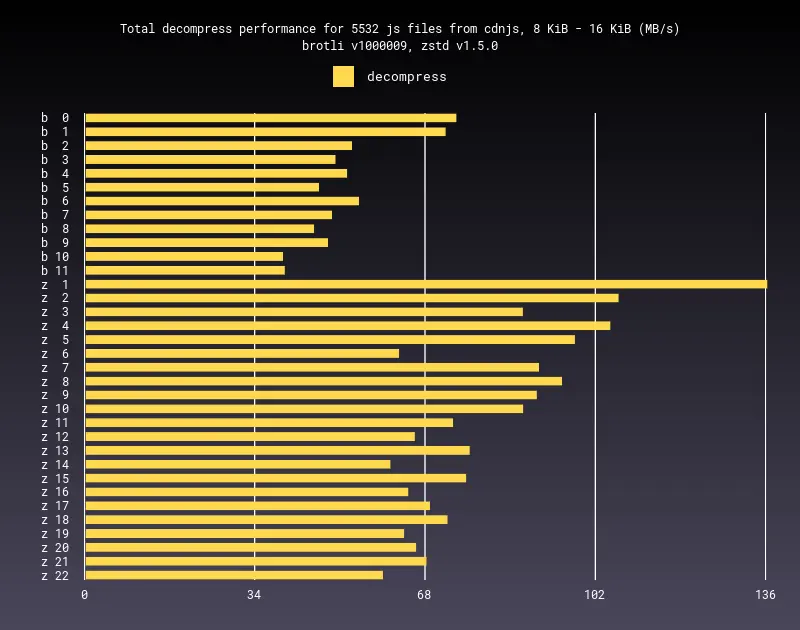 Total decompress performance for 5532 js files from cdnjs, 8 KiB - 16 KiB (MB/s)
brotli v1000009, zstd v1.5.0
decompress
b 0
b 1
b 2
b 3
b 4
b 5
b 6
b 7
b 8
b 9
b 10
b 11
z 1
z 2
z 3
z 4
z 5
z 6
z 7
z 8
z 9
z 10
z 11
z 12
z 13
z 14
z 15
z 16
z 17
z 18
z 19
z 20
z 21
z 22
0 34 68 102 136